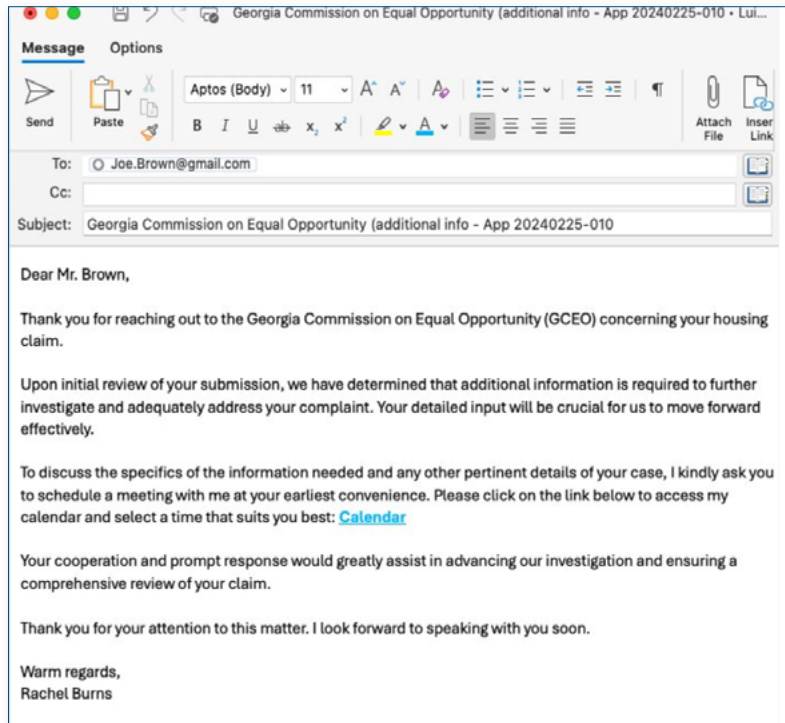 Georgia Commission on Equal Opportunity (additional info - App 20240225-010 • Lui...
Message Options
Aptos (Body) 11 A^ A˅ A
Send Paste B I U ab x₂ x² A Attach File Inser Link
To: Joe.Brown@gmail.com
Cc:
Subject: Georgia Commission on Equal Opportunity (additional info - App 20240225-010
Dear Mr. Brown,
Thank you for reaching out to the Georgia Commission on Equal Opportunity (GCEO) concerning your housing
claim.
Upon initial review of your submission, we have determined that additional information is required to further
investigate and adequately address your complaint. Your detailed input will be crucial for us to move forward
effectively.
To discuss the specifics of the information needed and any other pertinent details of your case, I kindly ask you
to schedule a meeting with me at your earliest convenience. Please click on the link below to access my
calendar and select a time that suits you best: Calendar
Your cooperation and prompt response would greatly assist in advancing our investigation and ensuring a
comprehensive review of your claim.
Thank you for your attention to this matter. I look forward to speaking with you soon.
Warm regards,
Rachel Burns